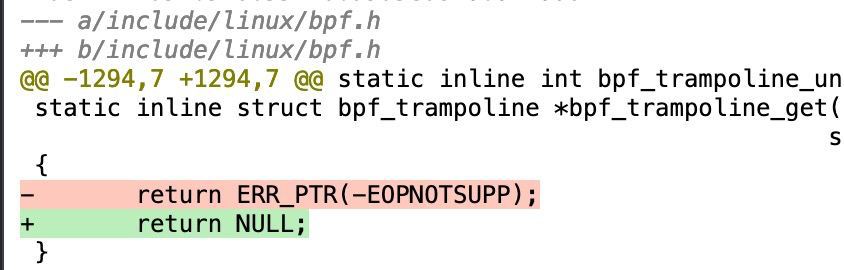 --- a/include/linux/bpf.h
+++ b/include/linux/bpf.h
@@ -1294,7 +1294,7 @@ static inline int bpf_trampoline_un
 static inline struct bpf_trampoline *bpf_trampoline_get(
s
 {
-       return ERR_PTR(-EOPNOTSUPP);
+       return NULL;
 }